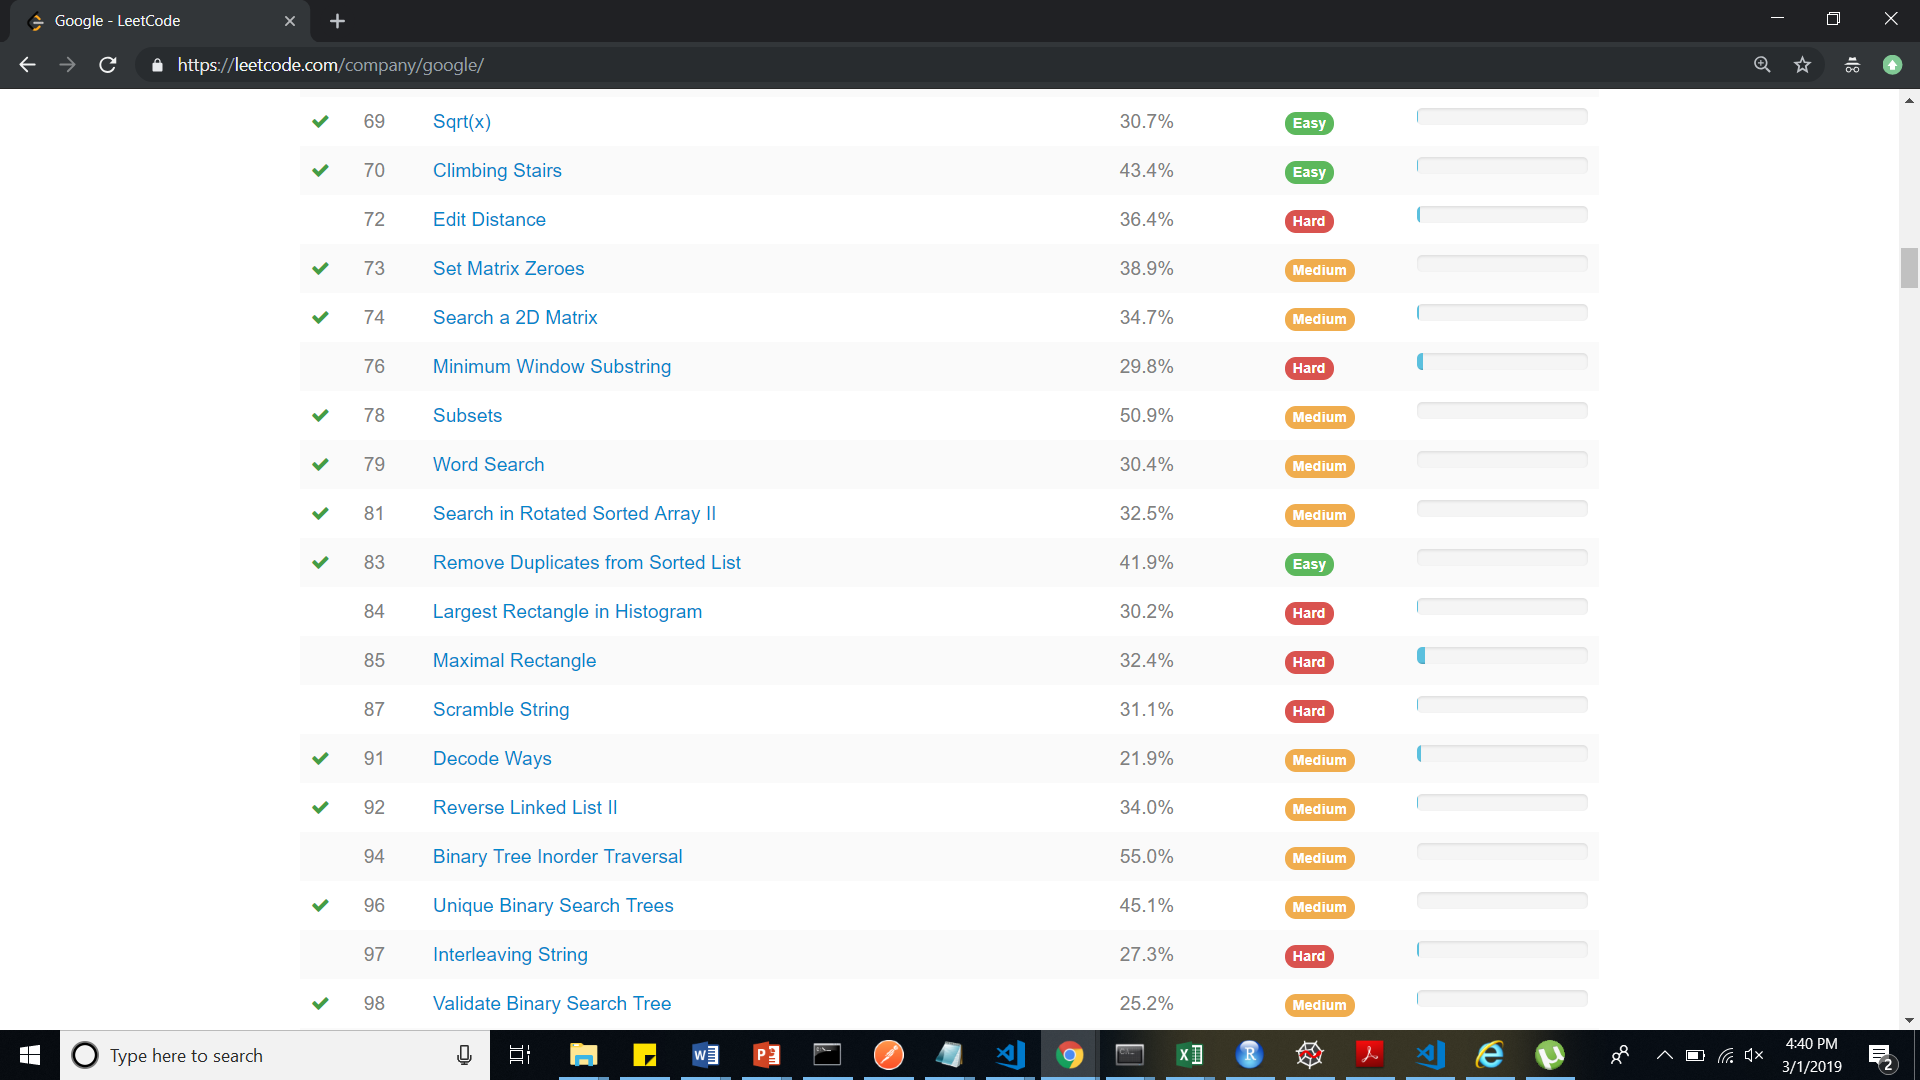 Google - LeetCode
https://leetcode.com/company/google/
69 Sqrt(x) 30.7% Easy
70 Climbing Stairs 43.4% Easy
72 Edit Distance 36.4% Hard
73 Set Matrix Zeroes 38.9% Medium
74 Search a 2D Matrix 34.7% Medium
76 Minimum Window Substring 29.8% Hard
78 Subsets 50.9% Medium
79 Word Search 30.4% Medium
81 Search in Rotated Sorted Array II 32.5% Medium
83 Remove Duplicates from Sorted List 41.9% Easy
84 Largest Rectangle in Histogram 30.2% Hard
85 Maximal Rectangle 32.4% Hard
87 Scramble String 31.1% Hard
91 Decode Ways 21.9% Medium
92 Reverse Linked List II 34.0% Medium
94 Binary Tree Inorder Traversal 55.0% Medium
96 Unique Binary Search Trees 45.1% Medium
97 Interleaving String 27.3% Hard
98 Validate Binary Search Tree 25.2% Medium
Type here to search
4:40 PM
3/1/2019
2